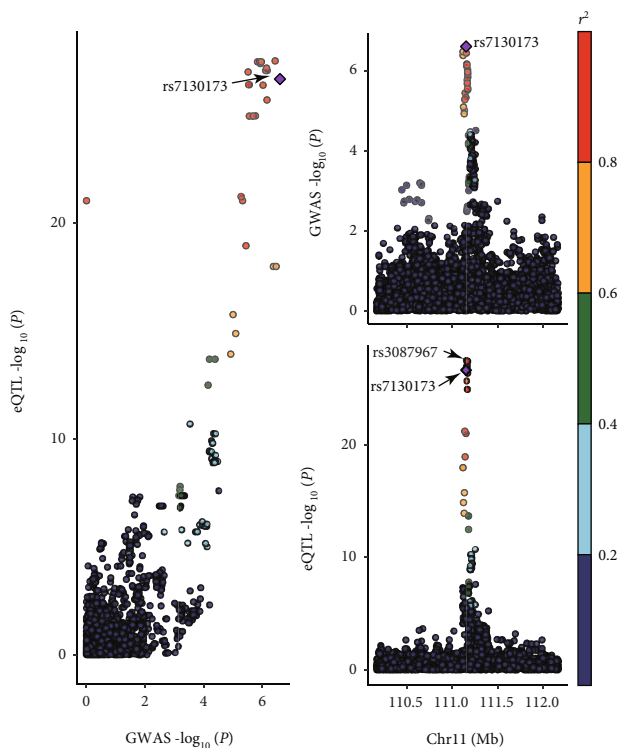 rs7130173
20
10
0
eQTL -log10 (P)
0
2
4
6
GWAS -log10 (P)
rs7130173
6
4
2
0
GWAS -log10 (P)
rs3087967
rs7130173
20
10
0
eQTL -log10 (P)
110.5
111.0
111.5
112.0
Chr11 (Mb)
r2
0.8
0.6
0.4
0.2